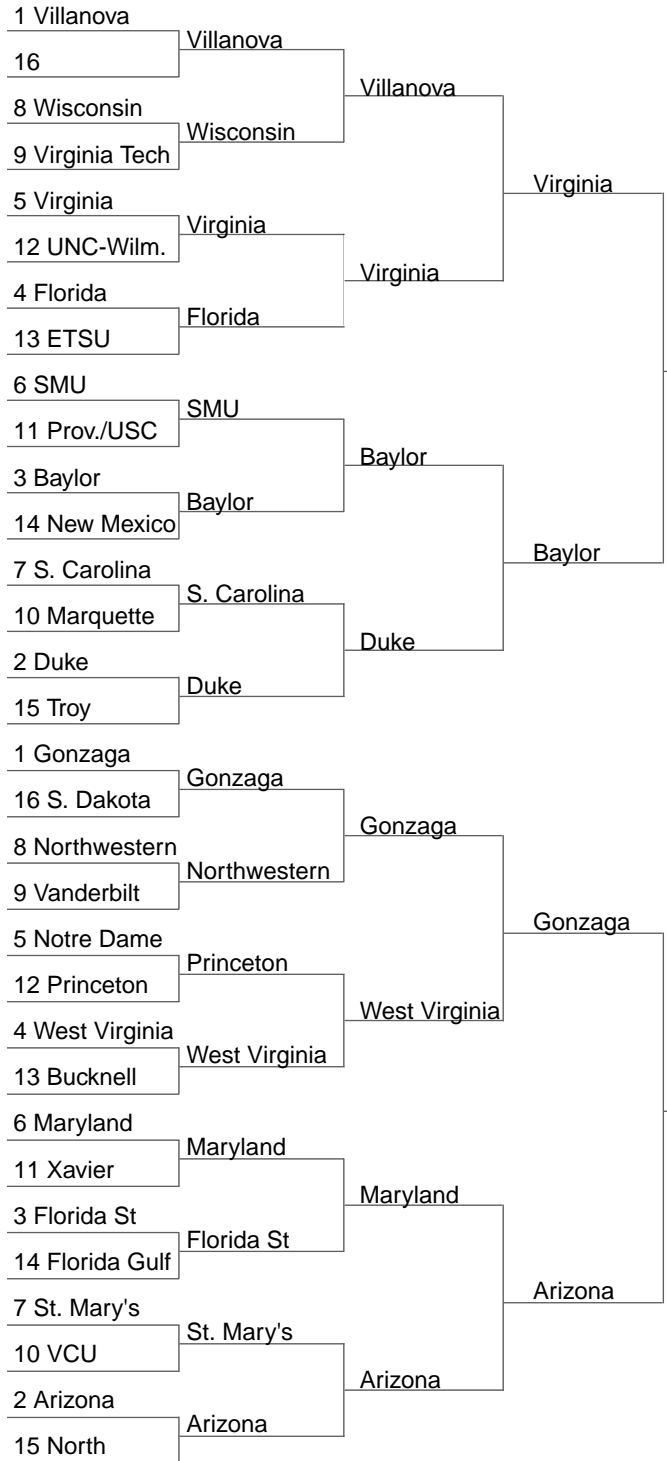 1 Villanova
16
8 Wisconsin
9 Virginia Tech
5 Virginia
12 UNC-Wilm.
4 Florida
13 ETSU
6 SMU
11 Prov./USC
3 Baylor
14 New Mexico
7 S. Carolina
10 Marquette
2 Duke
15 Troy
1 Gonzaga
16 S. Dakota
8 Northwestern
9 Vanderbilt
5 Notre Dame
12 Princeton
4 West Virginia
13 Bucknell
6 Maryland
11 Xavier
3 Florida St
14 Florida Gulf
7 St. Mary's
10 VCU
2 Arizona
15 North
Villanova
Wisconsin
Virginia
Florida
SMU
Baylor
S. Carolina
Duke
Gonzaga
Northwestern
Princeton
West Virginia
Maryland
Florida St
St. Mary's
Arizona
Villanova
Virginia
Baylor
Duke
Gonzaga
West Virginia
Maryland
Arizona
Virginia
Baylor
Gonzaga
Arizona